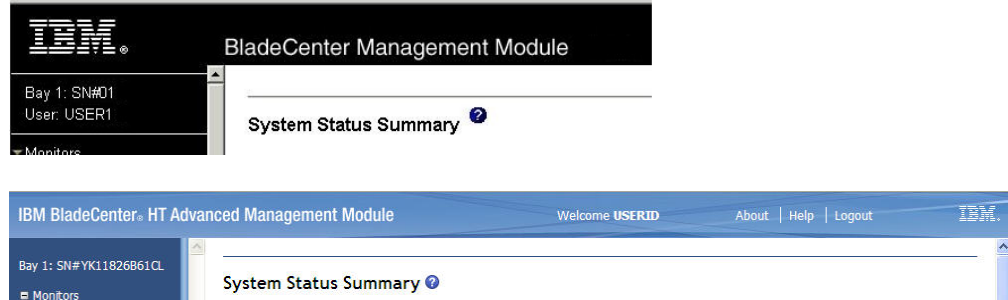 IBM®
BladeCenter Management Module
Bay 1: SN#01
User: USER1
System Status Summary ?
Monitors
IBM BladeCenter® HT Advanced Management Module Welcome USERID About | Help | Logout IBM.
Bay 1: SN#YK11826B61CL
System Status Summary ?
Monitors